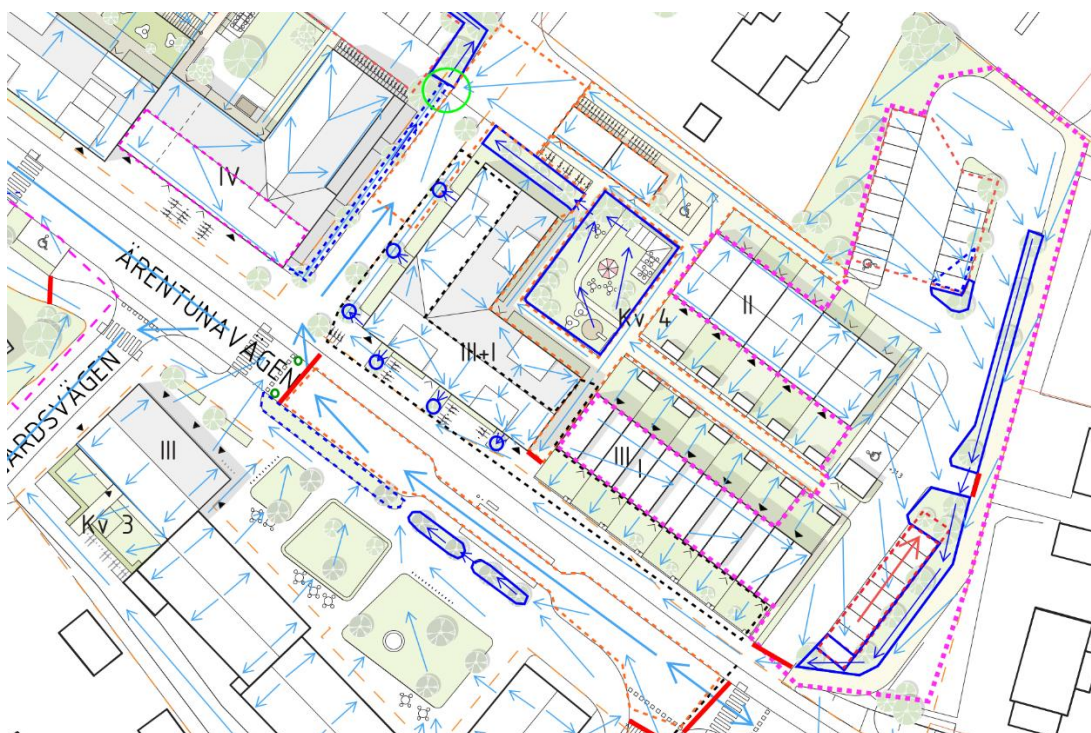 IV
ÄRENTUNAVÄGEN
ARDSVÄGEN
III
Kv 3
III+I
Kv 4
II
III
I